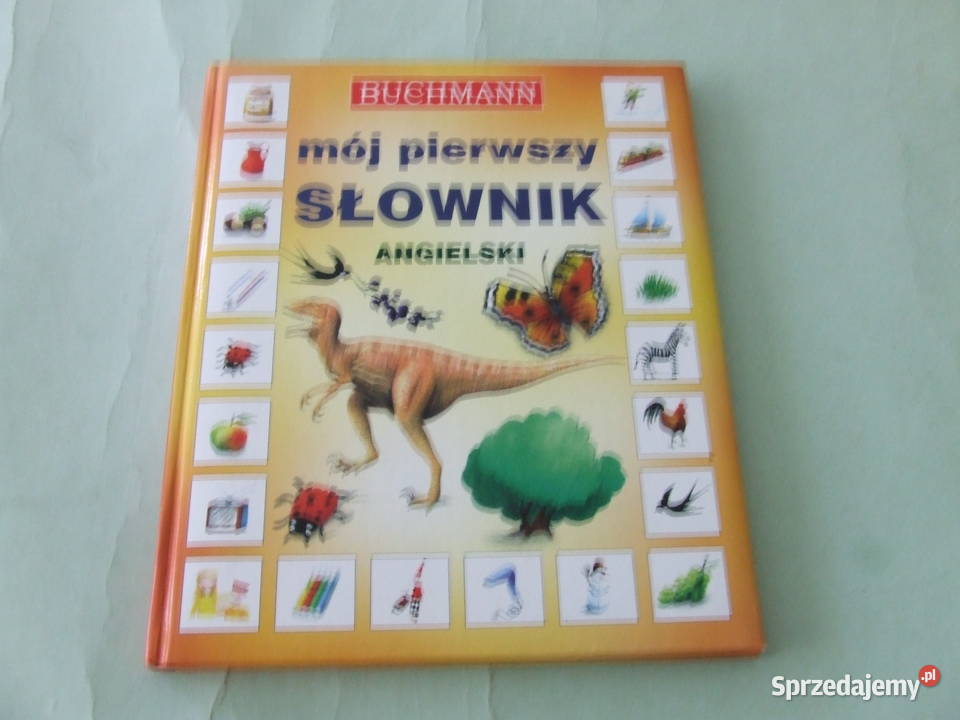 BUCHMANN
mój pierwszy
SŁOWNIK
ANGIELSKI
Sprzedajemy.pl